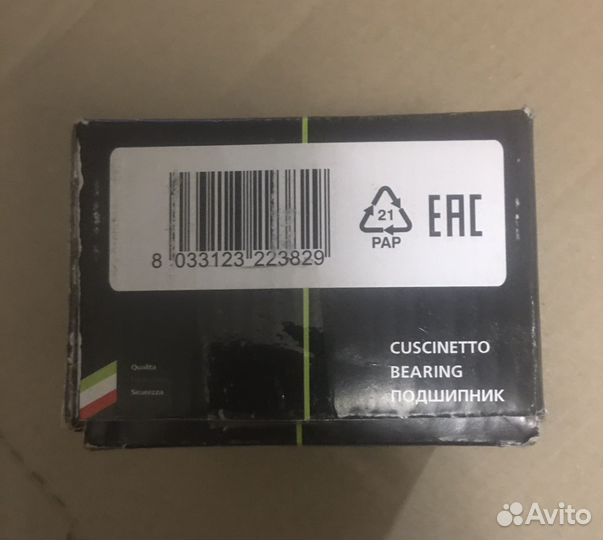 8 033123 223829
21
PAP
EAC
CUSCINETTO
BEARING
ПОДШИПНИК
Qualità
Sicurezza
Avito